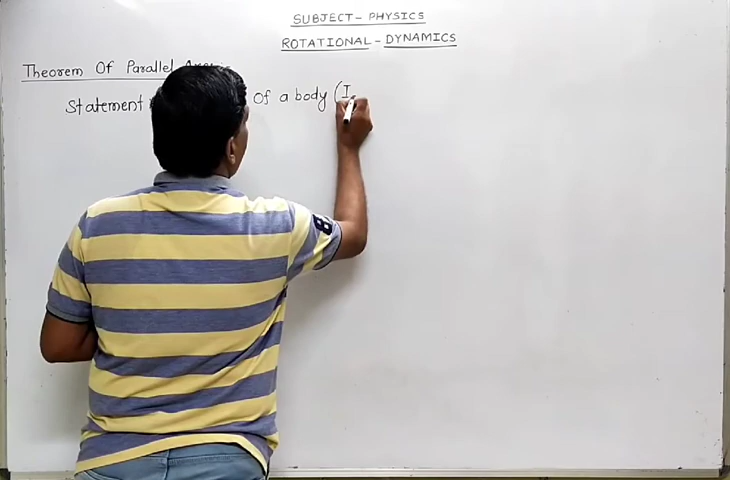 SUBJECT - PHYSICS
ROTATIONAL - DYNAMICS
Theorem Of Parallel
Statement Of a body (I